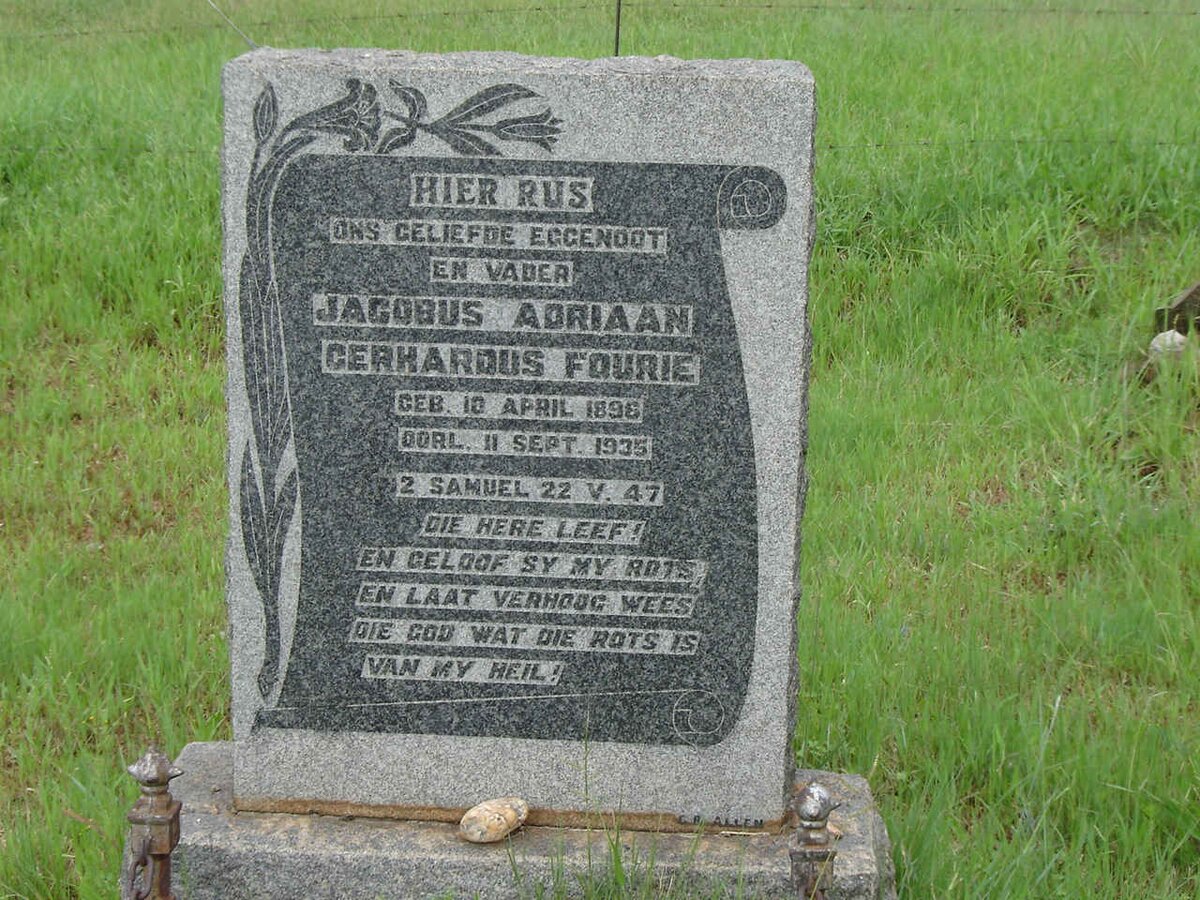 HIER RUS
ONS GELIEFDE EGGENOOT
EN VADER
JACOBUS ADRIAAN
GERHARDUS FOURIE
GEB. 10 APRIL 1896
OORL. 11 SEPT. 1935
2 SAMUEL 22 V. 47
DIE HERE LEEF!
EN GELOOF SY MY ROTS,
EN LAAT VERHOOG WEES
DIE GOD WAT DIE ROTS IS
VAN MY HEIL!
ALLEN